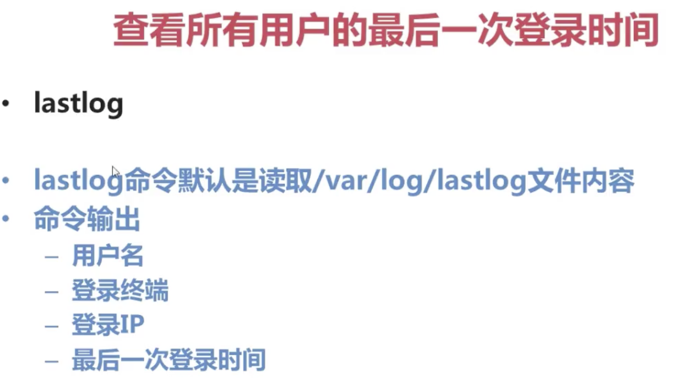 查看所有用户的最后一次登录时间
• lastlog
• lastlog命令默认是读取/var/log/lastlog文件内容
• 命令输出
– 用户名
– 登录终端
– 登录IP
– 最后一次登录时间